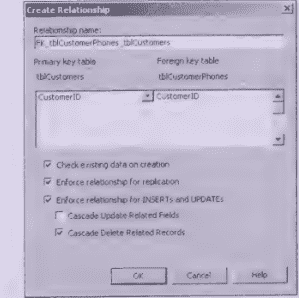 Create Relationship
Relationship name:
FK_tblCustomerPhones_tblCustomers
Primary key table
Foreign key table
tblCustomers
tblCustomerPhones
CustomerID
CustomerID
Check existing data on creation
Enforce relationship for replication
Enforce relationship for INSERTs and UPDATEs
Cascade Update Related Fields
Cascade Delete Related Records
OK
Cancel
Help